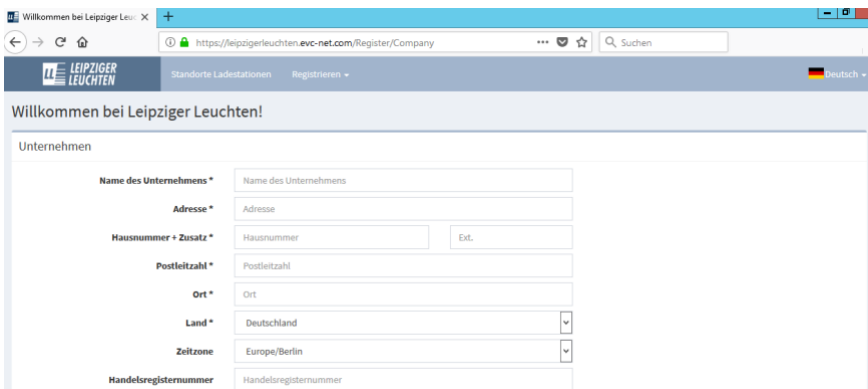 Willkommen bei Leipziger Leuc
https://leipzigerleuchten.evc-net.com/Register/Company
Suchen
LEIPZIGER
LEUCHTEN
Standorte Ladestationen Registrieren
Deutsch
Willkommen bei Leipziger Leuchten!
Unternehmen
Name des Unternehmens * Name des Unternehmens
Adresse * Adresse
Hausnummer + Zusatz * Hausnummer Ext.
Postleitzahl * Postleitzahl
Ort * Ort
Land * Deutschland
Zeitzone Europe/Berlin
Handelsregisternummer Handelsregisternummer